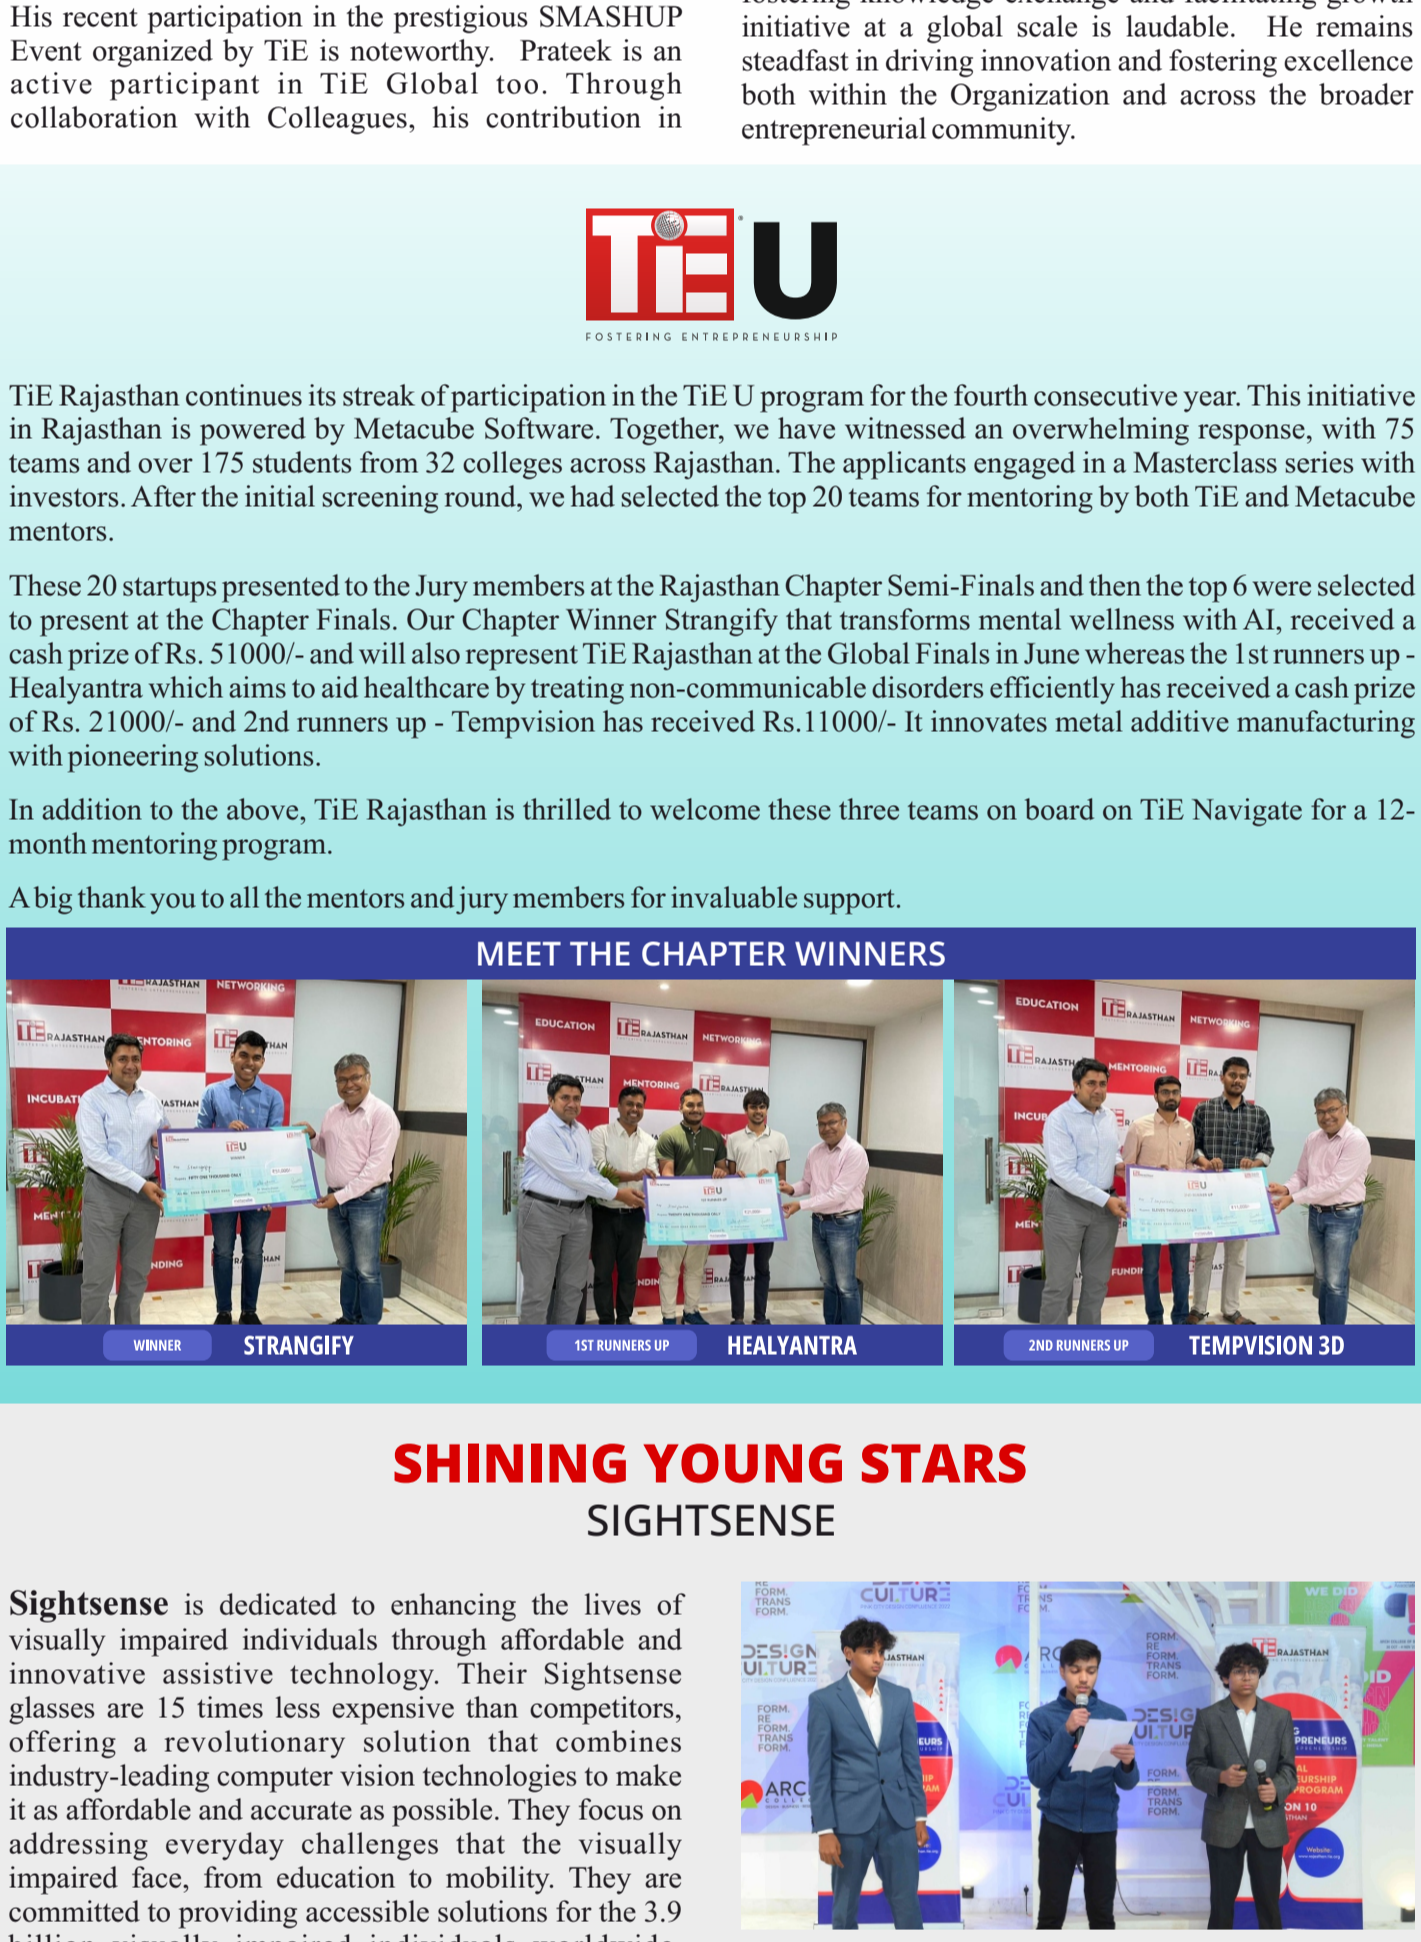 His recent participation in the prestigious SMASHUP
Event organized by TiE is noteworthy. Prateek is an
active participant in TiE Global too. Through
collaboration with Colleagues, his contribution in
fostering knowledge exchange and facilitating growth
initiative at a global scale is laudable. He remains
steadfast in driving innovation and fostering excellence
both within the Organization and across the broader
entrepreneurial community.
TiE U
FOSTERING ENTREPRENEURSHIP
TiE Rajasthan continues its streak of participation in the TiE U program for the fourth consecutive year. This initiative
in Rajasthan is powered by Metacube Software. Together, we have witnessed an overwhelming response, with 75
teams and over 175 students from 32 colleges across Rajasthan. The applicants engaged in a Masterclass series with
investors. After the initial screening round, we had selected the top 20 teams for mentoring by both TiE and Metacube
mentors.
These 20 startups presented to the Jury members at the Rajasthan Chapter Semi-Finals and then the top 6 were selected
to present at the Chapter Finals. Our Chapter Winner Strangify that transforms mental wellness with AI, received a
cash prize of Rs. 51000/- and will also represent TiE Rajasthan at the Global Finals in June whereas the 1st runners up -
Healyantra which aims to aid healthcare by treating non-communicable disorders efficiently has received a cash prize
of Rs. 21000/- and 2nd runners up - Tempvision has received Rs.11000/- It innovates metal additive manufacturing
with pioneering solutions.
In addition to the above, TiE Rajasthan is thrilled to welcome these three teams on board on TiE Navigate for a 12-
month mentoring program.
A big thank you to all the mentors and jury members for invaluable support.
MEET THE CHAPTER WINNERS
WINNER STRANGIFY
1ST RUNNERS UP HEALYANTRA
2ND RUNNERS UP TEMPVISION 3D
SHINING YOUNG STARS
SIGHTSENSE
Sightsense is dedicated to enhancing the lives of
visually impaired individuals through affordable and
innovative assistive technology. Their Sightsense
glasses are 15 times less expensive than competitors,
offering a revolutionary solution that combines
industry-leading computer vision technologies to make
it as affordable and accurate as possible. They focus on
addressing everyday challenges that the visually
impaired face, from education to mobility. They are
committed to providing accessible solutions for the 3.9
billion visually impaired individuals worldwide